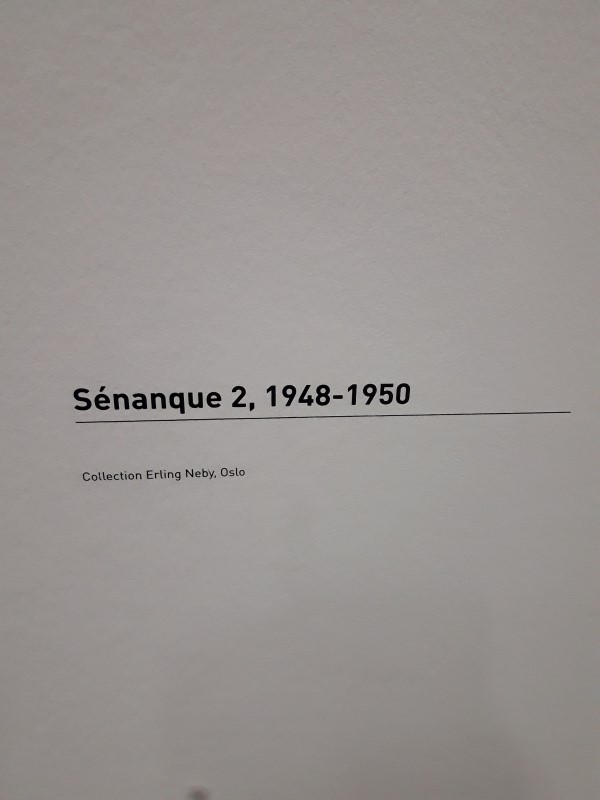 Sénanque 2, 1948-1950
Collection Erling Neby, Oslo